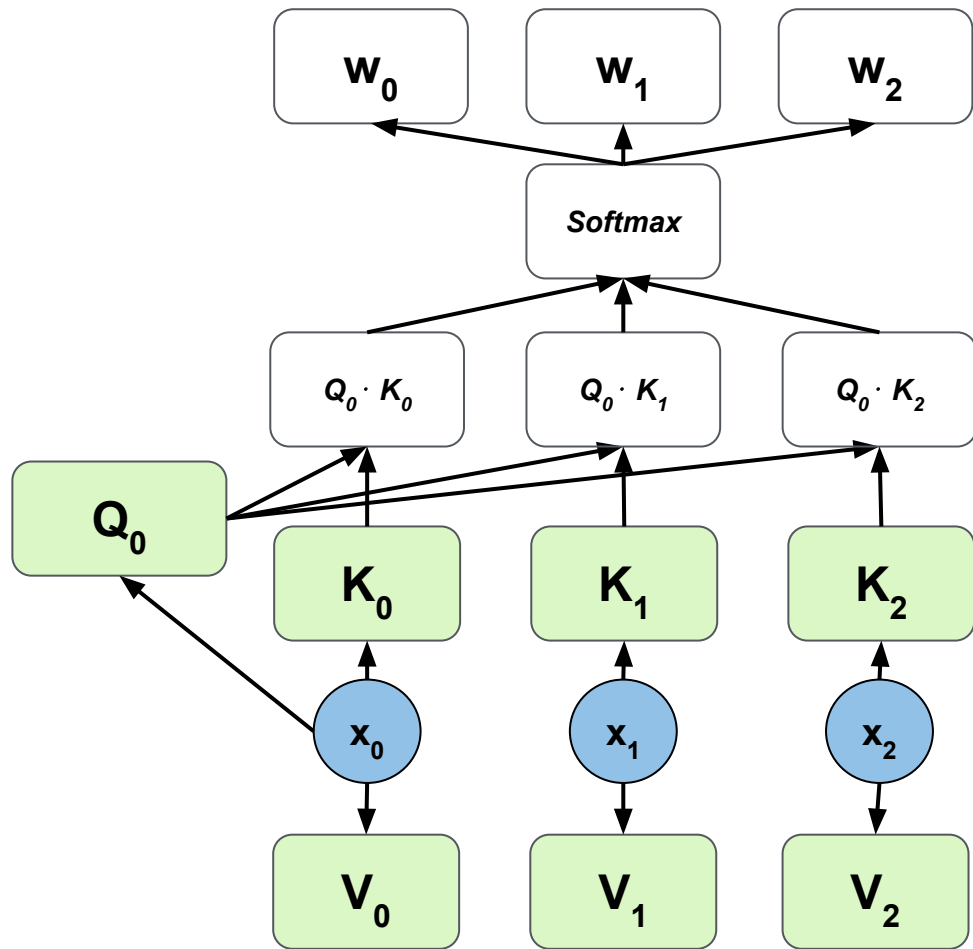 w₀
w₁
w₂
Softmax
Q₀ · K₀
Q₀ · K₁
Q₀ · K₂
Q₀
K₀
K₁
K₂
x₀
x₁
x₂
V₀
V₁
V₂